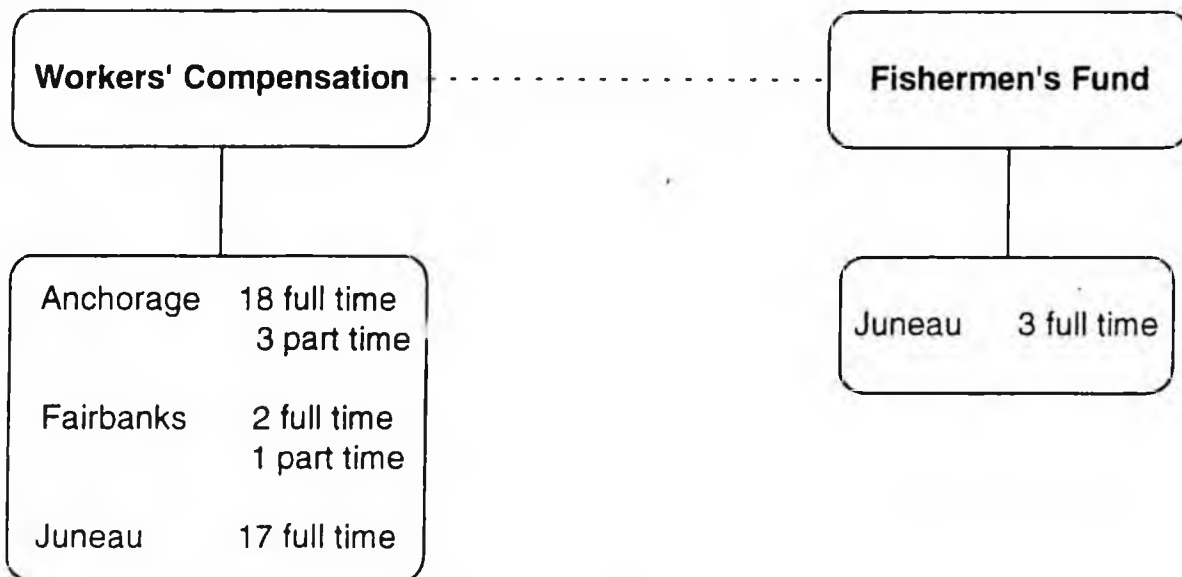 Workers' Compensation
Fishermen's Fund
Anchorage 18 full time
3 part time
Fairbanks 2 full time
1 part time
Juneau 17 full time
Juneau 3 full time